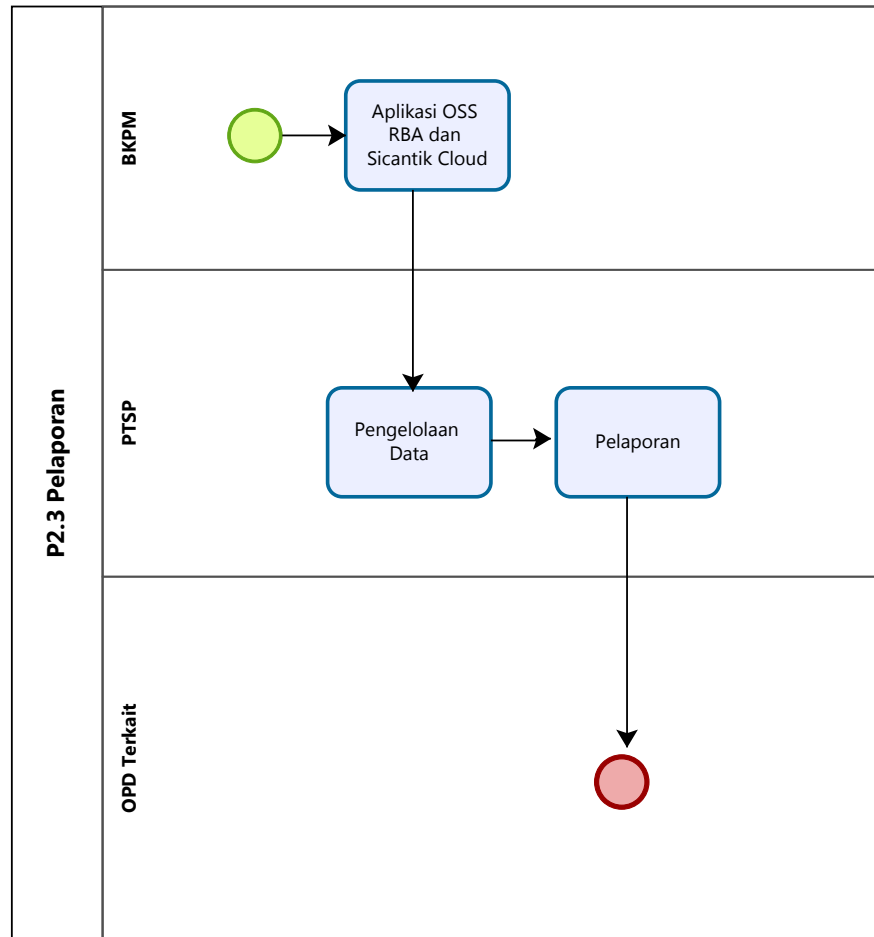 P2.3 Pelaporan
BKPM
Aplikasi OSS
RBA dan
Sicantik Cloud
PTSP
Pengelolaan
Data
Pelaporan
OPD Terkait